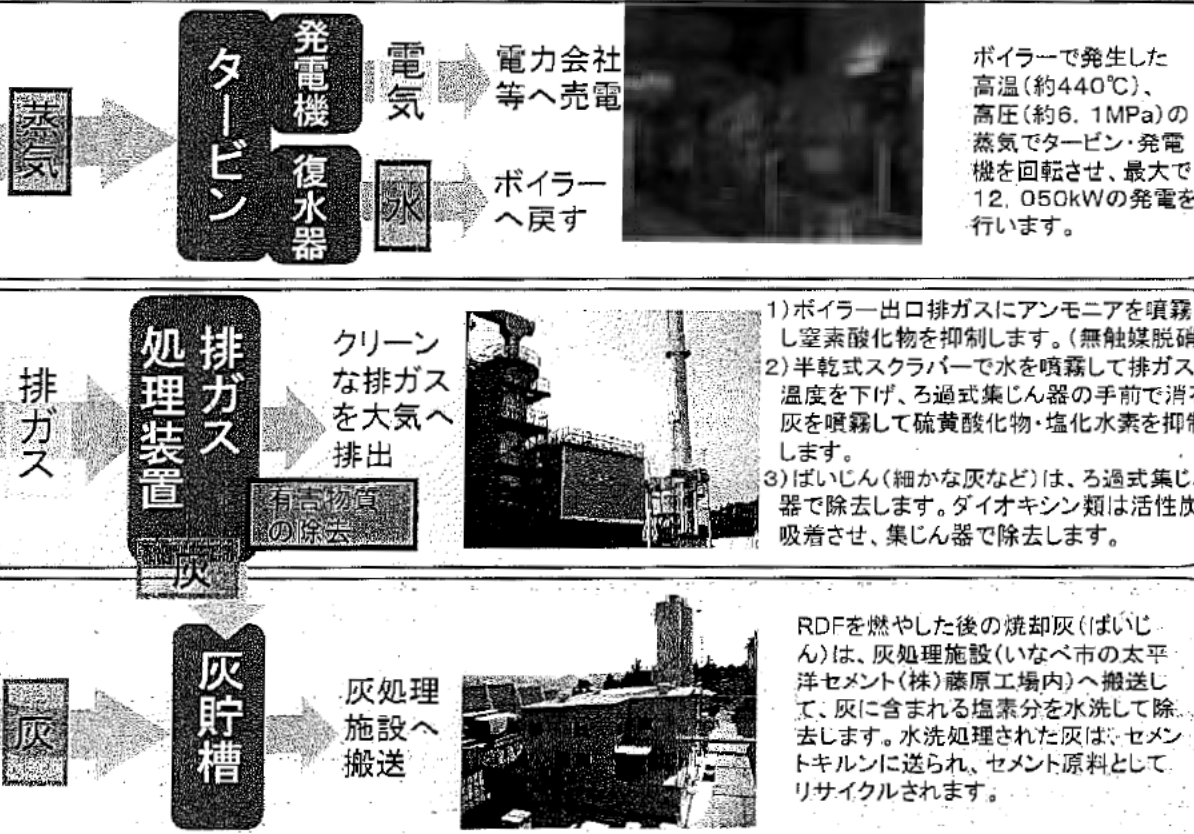 蒸気
タービン
発電機
復水器
電気
水
電力会社
等へ売電
ボイラー
へ戻す
ボイラーで発生した
高温(約440℃)、
高圧(約6. 1MPa)の
蒸気でタービン・発電
機を回転させ、最大で
12, 050kWの発電を
行います。
排ガス
排ガス
処理装置
クリーン
な排ガス
を大気へ
排出
有害物質
の除去
灰
1)ボイラー出口排ガスにアンモニアを噴霧
し窒素酸化物を抑制します。(無触媒脱硝
2)半乾式スクラバーで水を噴霧して排ガス
温度を下げ、ろ過式集じん器の手前で消石
灰を噴霧して硫黄酸化物・塩化水素を抑制
します。
3)ばいじん(細かな灰など)は、ろ過式集じ
器で除去します。ダイオキシン類は活性炭
吸着させ、集じん器で除去します。
灰
灰貯槽
灰処理
施設へ
搬送
RDFを燃やした後の焼却灰(ばいじ
ん)は、灰処理施設(いなべ市の太平
洋セメント(株)藤原工場内)へ搬送し
て、灰に含まれる塩素分を水洗して除
去します。水洗処理された灰は、セメン
トキルンに送られ、セメント原料として
リサイクルされます。